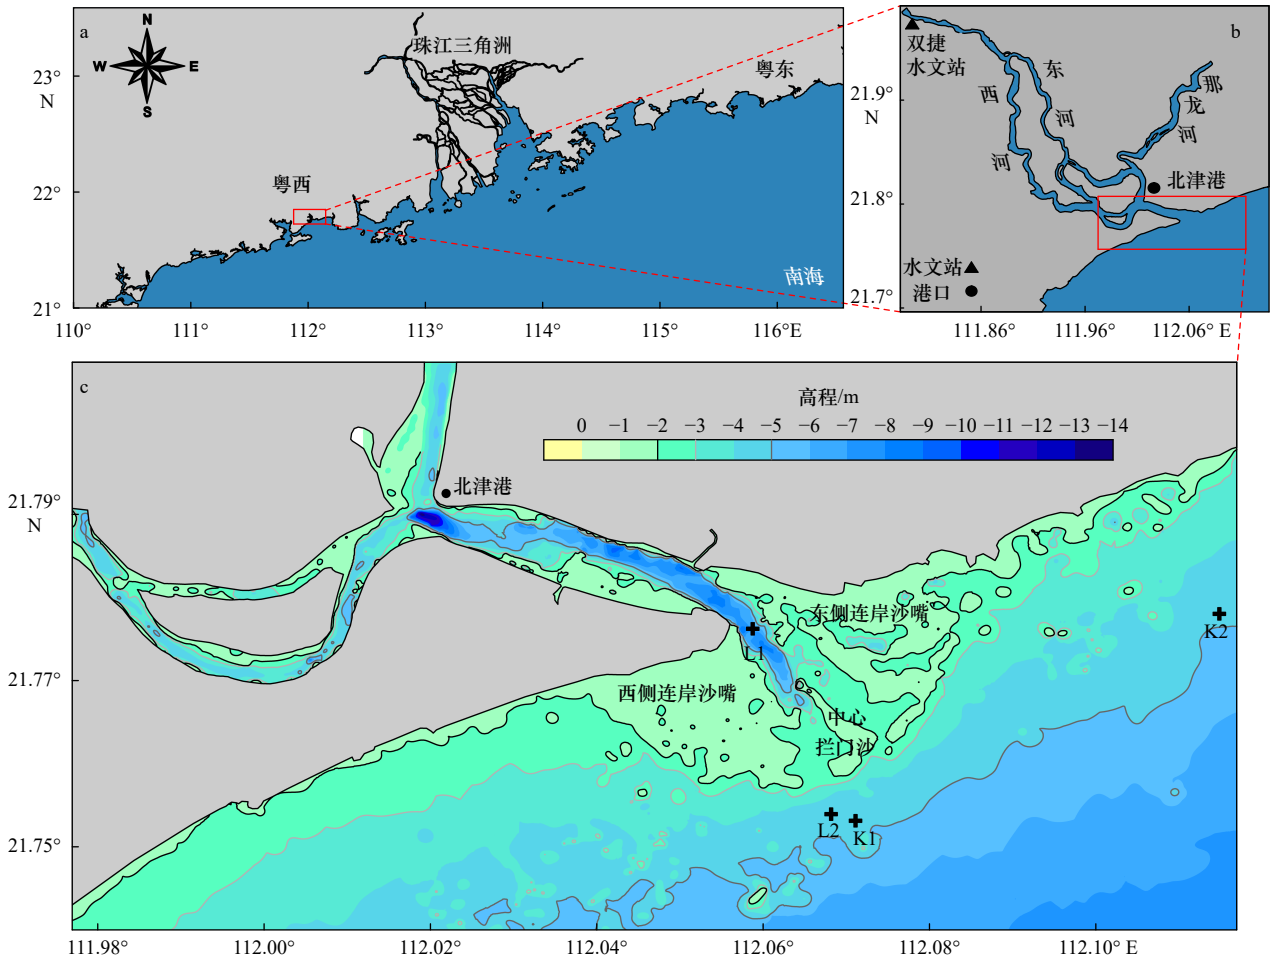 a
N
W
E
S
珠江三角洲
粤东
粤西
南海
23°
N
22°
21°
110°
111°
112°
113°
114°
115°
116°E
b
双捷
水文站
东
河
西
河
那
龙
河
北津港
水文站
港口
21.9°
N
21.8°
21.7°
111.86°
111.96°
112.06° E
c
高程/m
0 −1 −2 −3 −4 −5 −6 −7 −8 −9 −10 −11 −12 −13 −14
北津港
21.79°
N
东侧连岸沙嘴
K2
L1
21.77°
西侧连岸沙嘴
中心
拦门沙
L2
K1
21.75°
111.98°
112.00°
112.02°
112.04°
112.06°
112.08°
112.10° E